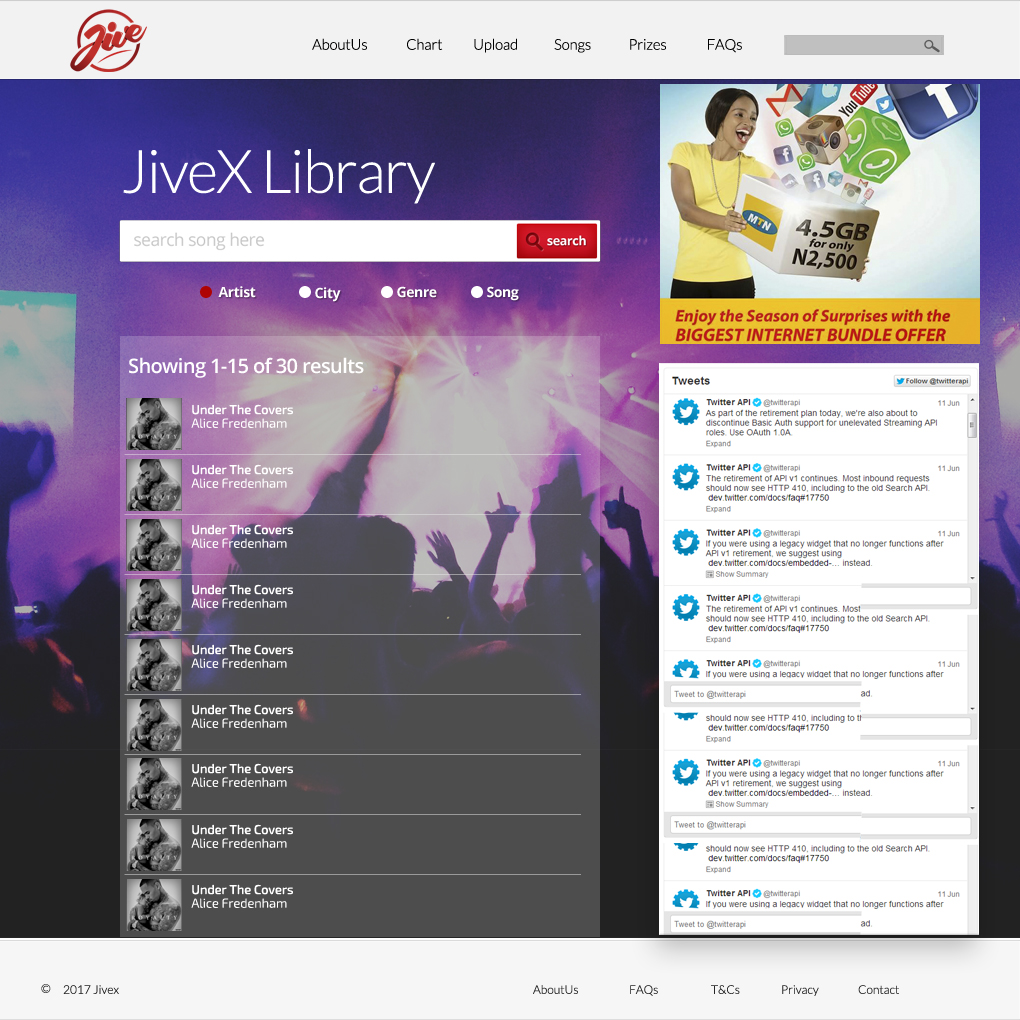 Jive
AboutUs
Chart
Upload
Songs
Prizes
FAQs
JiveX Library
search song here
search
Artist
City
Genre
Song
Showing 1-15 of 30 results
Under The Covers
Alice Fredenham
Under The Covers
Alice Fredenham
Under The Covers
Alice Fredenham
Under The Covers
Alice Fredenham
Under The Covers
Alice Fredenham
Under The Covers
Alice Fredenham
Under The Covers
Alice Fredenham
Under The Covers
Alice Fredenham
Under The Covers
Alice Fredenham
You Tube
MTN
4.5GB
for only
N2,500
Enjoy the Season of Surprises with the
BIGGEST INTERNET BUNDLE OFFER
Tweets
Follow @twitterapi
Twitter API @twitterapi 11 Jun
As part of the retirement plan today, we're also about to
discontinue Basic Auth support for unelevated Streaming API
roles. Use OAuth 1.0A.
Expand
Twitter API @twitterapi 11 Jun
The retirement of API v1 continues. Most inbound requests
should now see HTTP 410, including to the old Search API.
dev.twitter.com/docs/faq#17750
Expand
Twitter API @twitterapi 11 Jun
If you were using a legacy widget that no longer functions after
API v1 retirement, we suggest using
dev.twitter.com/docs/embedded-... instead.
Show Summary
Twitter API @twitterapi
The retirement of API v1 continues. Most
should now see HTTP 410, including to the old Search API.
dev.twitter.com/docs/faq#17750
Expand
Twitter API @twitterapi 11 Jun
If you were using a legacy widget that no longer functions after
Tweet to @twitterapi
ad.
should now see HTTP 410, including to th
dev.twitter.com/docs/faq#17750
Expand
Twitter API @twitterapi 11 Jun
If you were using a legacy widget that no longer functions after
API v1 retirement, we suggest using
dev.twitter.com/docs/embedded-... instead.
Show Summary
Tweet to @twitterapi
should now see HTTP 410, including to the old Search API.
dev.twitter.com/docs/faq#17750
Expand
Twitter API @twitterapi 11 Jun
If you were using a legacy widget that no longer functions after
Tweet to @twitterapi
ad.
© 2017 Jivex
AboutUs
FAQs
T&Cs
Privacy
Contact